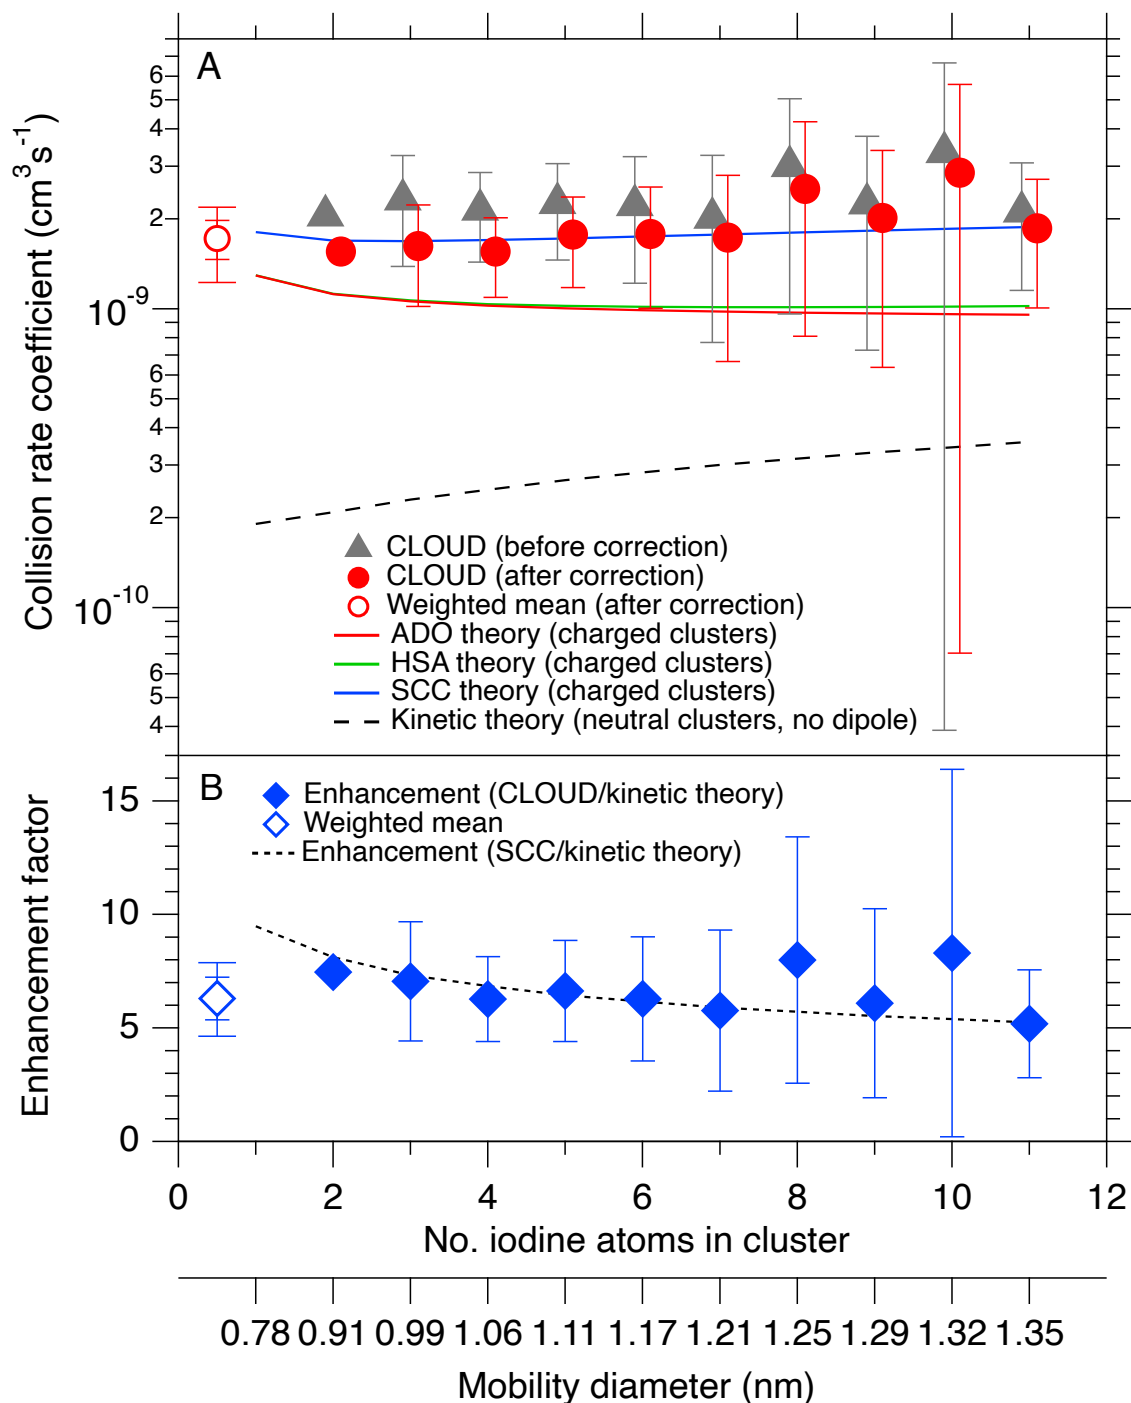 A
Collision rate coefficient (cm³s⁻¹)
6
5
4
3
2
10⁻⁹
6
5
4
3
2
10⁻¹⁰
6
5
4
CLOUD (before correction)
CLOUD (after correction)
Weighted mean (after correction)
ADO theory (charged clusters)
HSA theory (charged clusters)
SCC theory (charged clusters)
Kinetic theory (neutral clusters, no dipole)
B
Enhancement factor
15
10
5
0
Enhancement (CLOUD/kinetic theory)
Weighted mean
Enhancement (SCC/kinetic theory)
0 2 4 6 8 10 12
No. iodine atoms in cluster
0.78 0.91 0.99 1.06 1.11 1.17 1.21 1.25 1.29 1.32 1.35
Mobility diameter (nm)